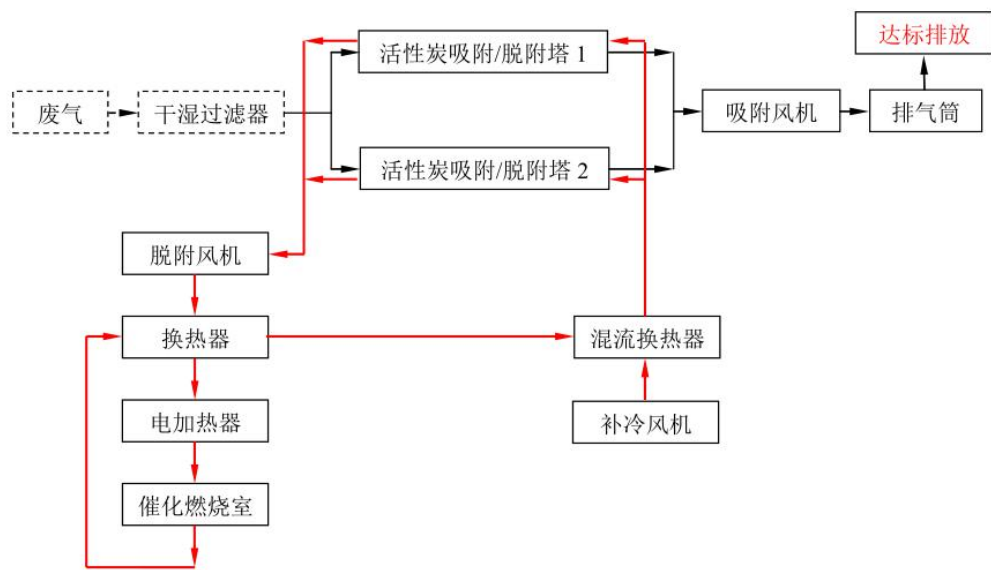 达标排放
活性炭吸附/脱附塔 1
废气
干湿过滤器
吸附风机
排气筒
活性炭吸附/脱附塔 2
脱附风机
换热器
混流换热器
电加热器
补冷风机
催化燃烧室